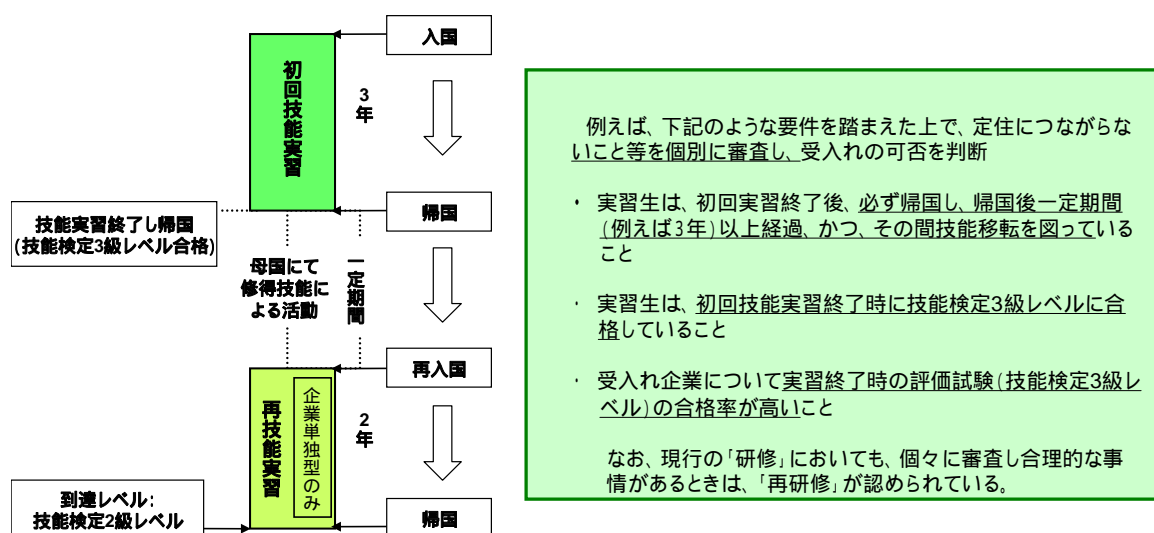 入国
初回技能実習
3年
帰国
技能実習終了し帰国
(技能検定3級レベル合格)
母国にて
修得技能に
よる活動
一定期間
再入国
再技能実習
企業単独型のみ
2年
到達レベル：
技能検定2級レベル
帰国
例えば、下記のような要件を踏まえた上で、定住につながらな
いこと等を個別に審査し、受入れの可否を判断
・ 実習生は、初回実習終了後、必ず帰国し、帰国後一定期間
(例えば3年)以上経過、かつ、その間技能移転を図っている
こと
・ 実習生は、初回技能実習終了時に技能検定3級レベルに合
格していること
・ 受入れ企業について実習終了時の評価試験(技能検定3級レ
ベル)の合格率が高いこと
なお、現行の「研修」においても、個々に審査し合理的な事
情があるときは、「再研修」が認められている。